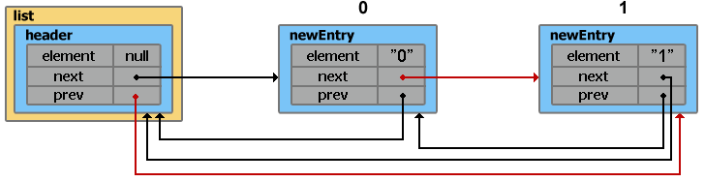 0 1
list
header newEntry newEntry
element null element "0" element "1"
next next next
prev prev prev